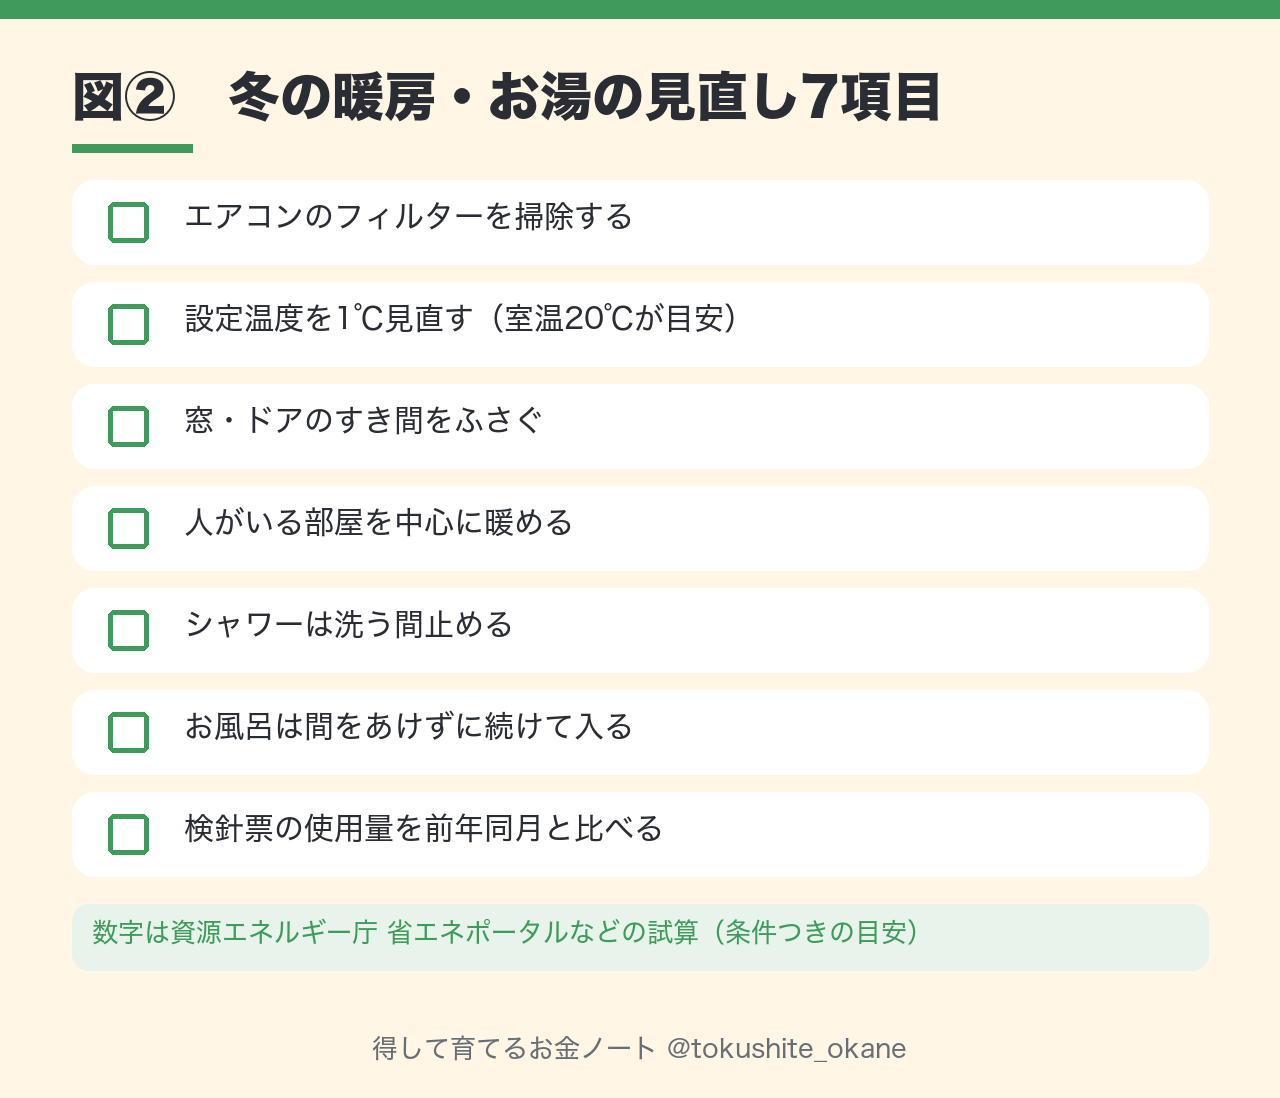 図②　冬の暖房・お湯の見直し7項目
エアコンのフィルターを掃除する
設定温度を1℃見直す（室温20℃が目安）
窓・ドアのすき間をふさぐ
人がいる部屋を中心に暖める
シャワーは洗う間止める
お風呂は間をあけずに続けて入る
検針票の使用量を前年同月と比べる
数字は資源エネルギー庁 省エネポータルなどの試算（条件つきの目安）
得して育てるお金ノート @tokushite_okane